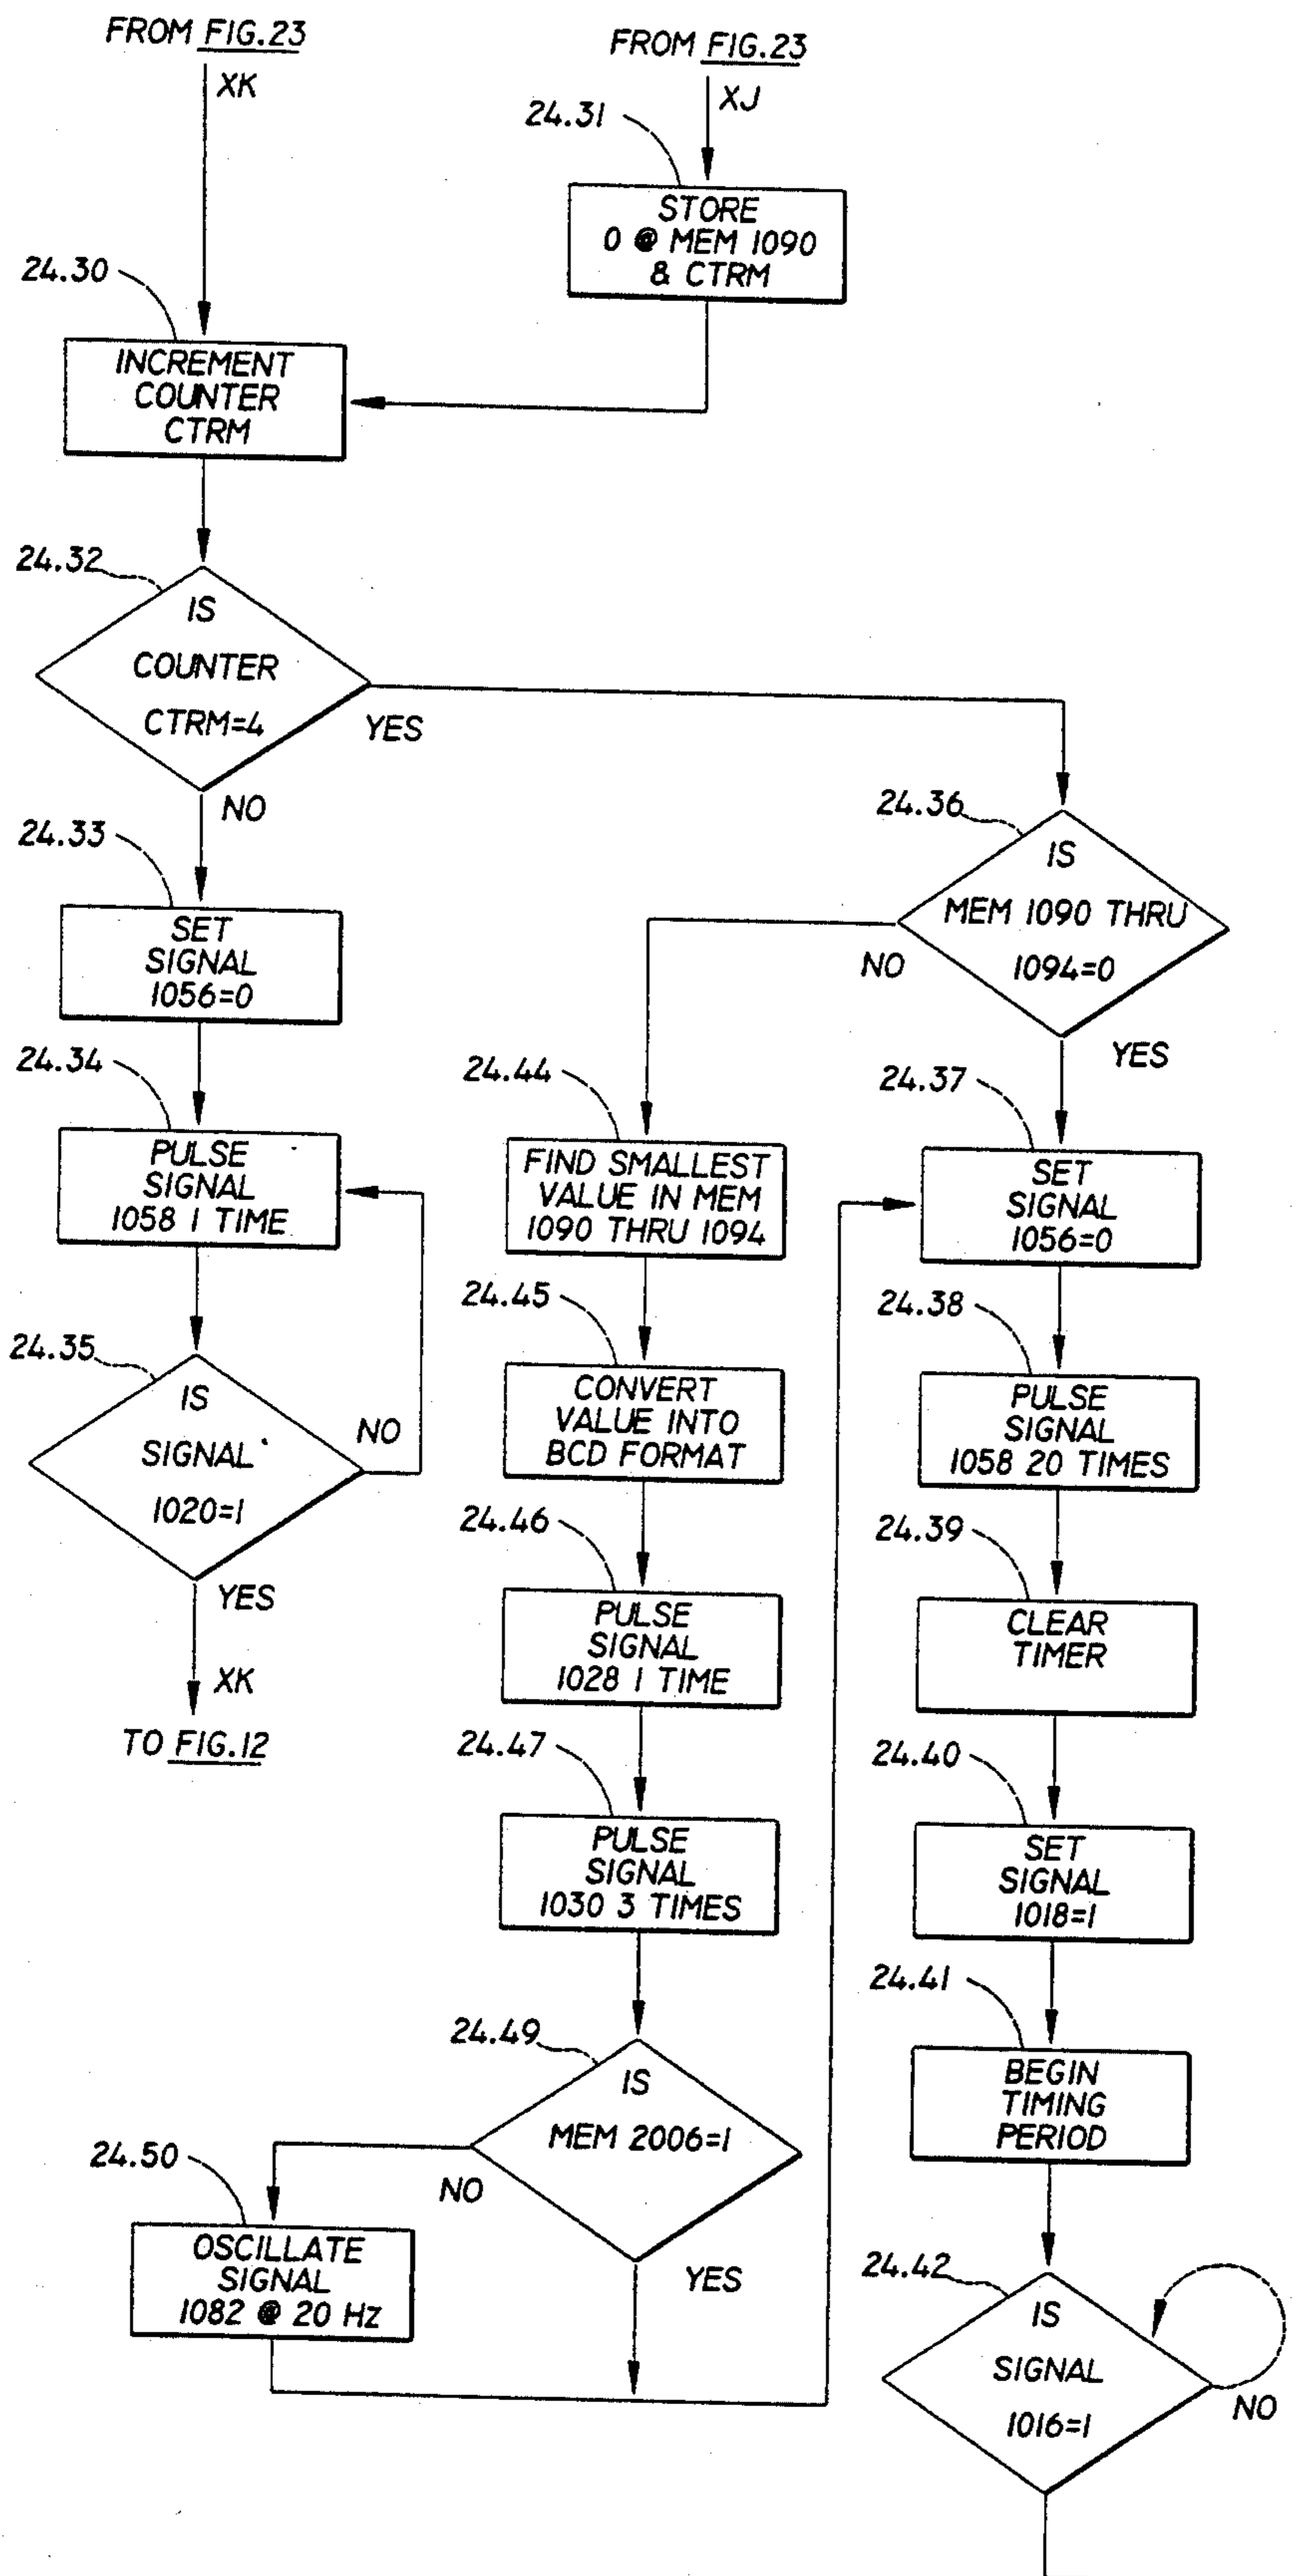 FROM FIG.23
XK
FROM FIG.23
XJ
24.31
STORE
0 @ MEM 1090
& CTRM
24.30
INCREMENT
COUNTER
CTRM
24.32
IS
COUNTER
CTRM=4
YES
NO
24.33
SET
SIGNAL
1056=0
24.34
PULSE
SIGNAL
1058 1 TIME
24.35
IS
SIGNAL
1020=1
NO
YES
XK
TO FIG.12
24.36
IS
MEM 1090 THRU
1094=0
NO
YES
24.44
FIND SMALLEST
VALUE IN MEM
1090 THRU 1094
24.45
CONVERT
VALUE INTO
BCD FORMAT
24.46
PULSE
SIGNAL
1028 1 TIME
24.47
PULSE
SIGNAL
1030 3 TIMES
24.49
IS
MEM 2006=1
NO
YES
24.50
OSCILLATE
SIGNAL
1082 @ 20 Hz
24.37
SET
SIGNAL
1056=0
24.38
PULSE
SIGNAL
1058 20 TIMES
24.39
CLEAR
TIMER
24.40
SET
SIGNAL
1018=1
24.41
BEGIN
TIMING
PERIOD
24.42
IS
SIGNAL
1016=1
NO